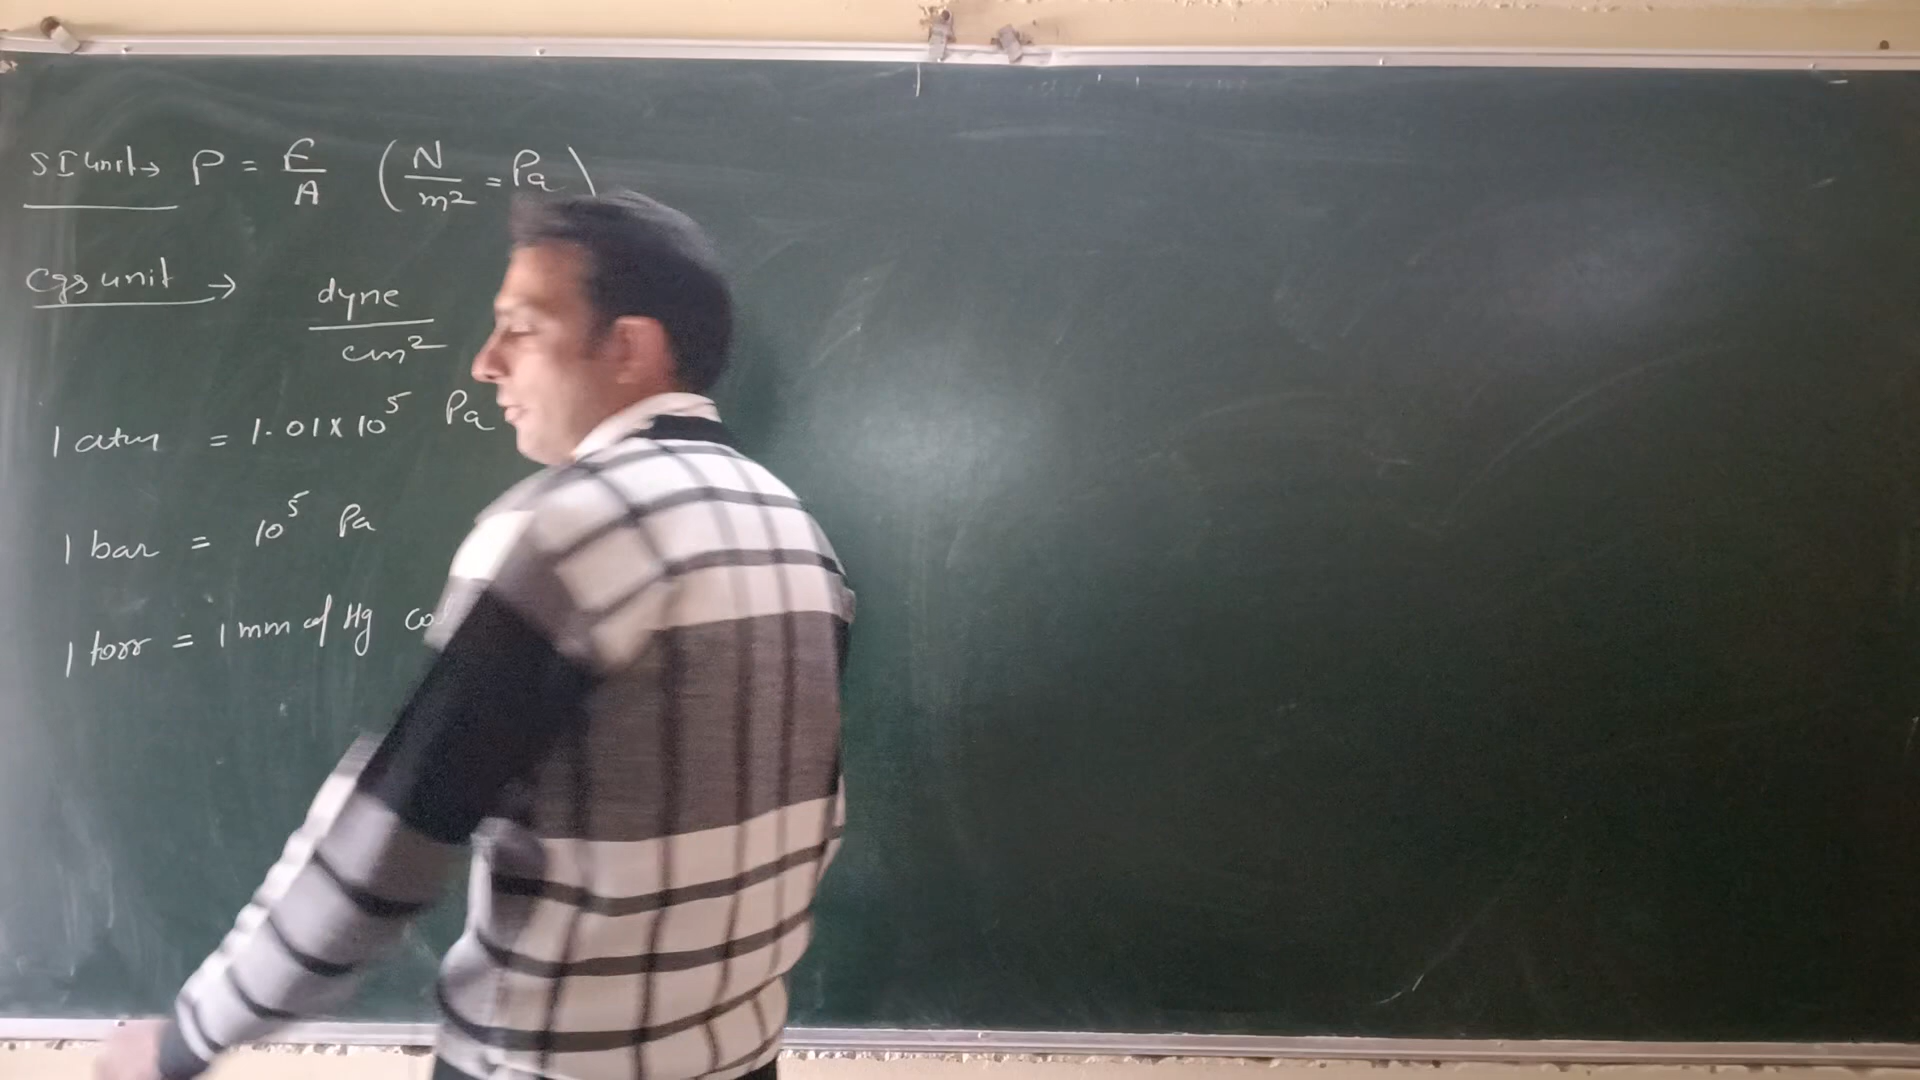 SI unit → P = F/A (N/m² = Pa)
Cgs unit → dyne/cm²
1 atm = 1.01 × 10⁵ Pa
1 bar = 10⁵ Pa
1 torr = 1 mm of Hg